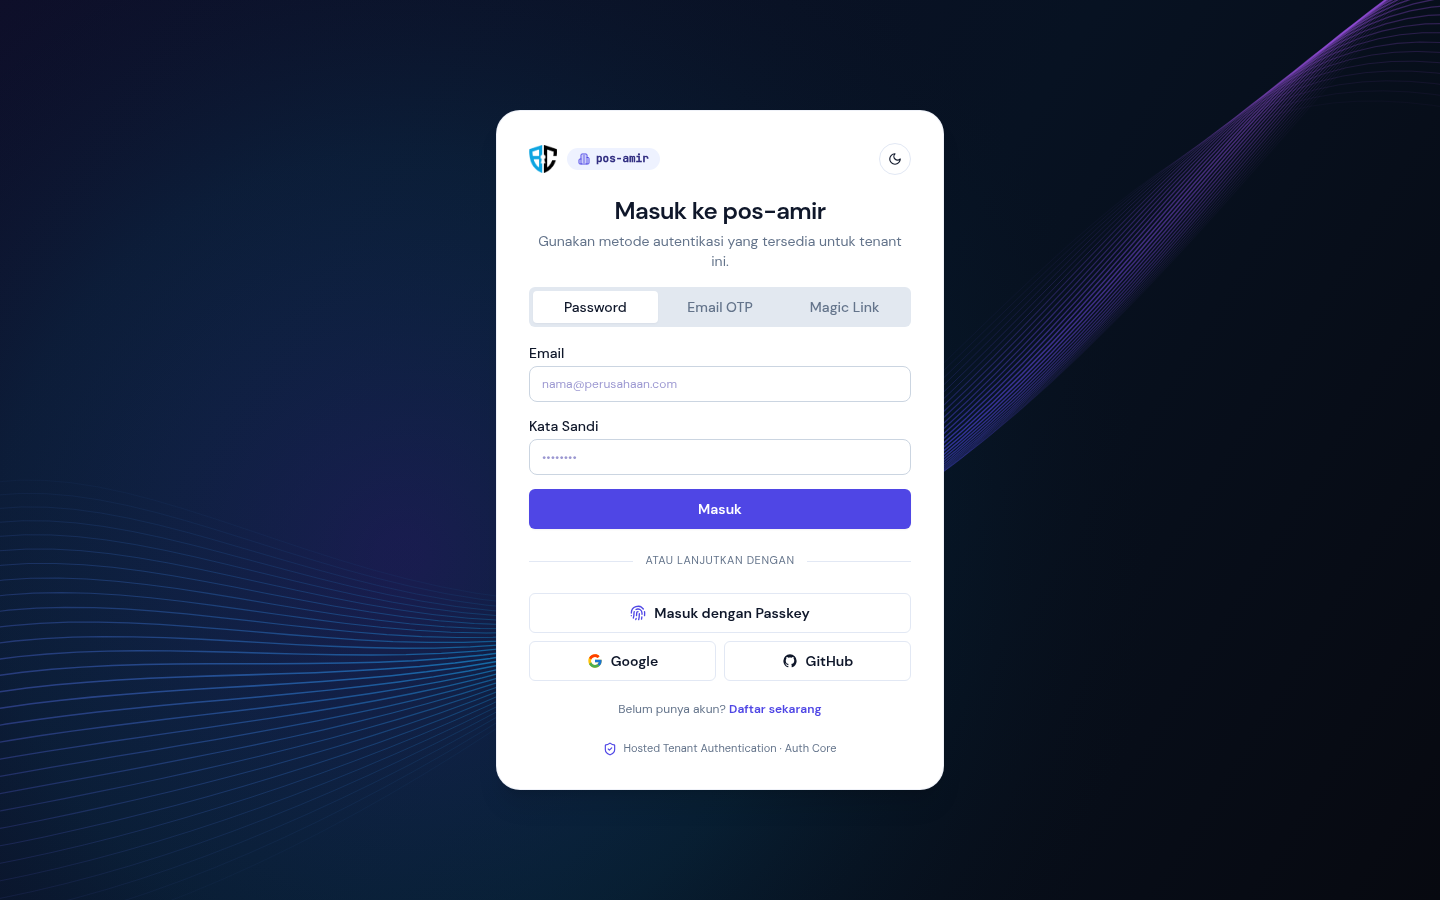 pos-amir
Masuk ke pos-amir
Gunakan metode autentikasi yang tersedia untuk tenant
ini.
Password
Email OTP
Magic Link
Email
nama@perusahaan.com
Kata Sandi
••••••••
Masuk
ATAU LANJUTKAN DENGAN
Masuk dengan Passkey
Google
GitHub
Belum punya akun? Daftar sekarang
Hosted Tenant Authentication · Auth Core